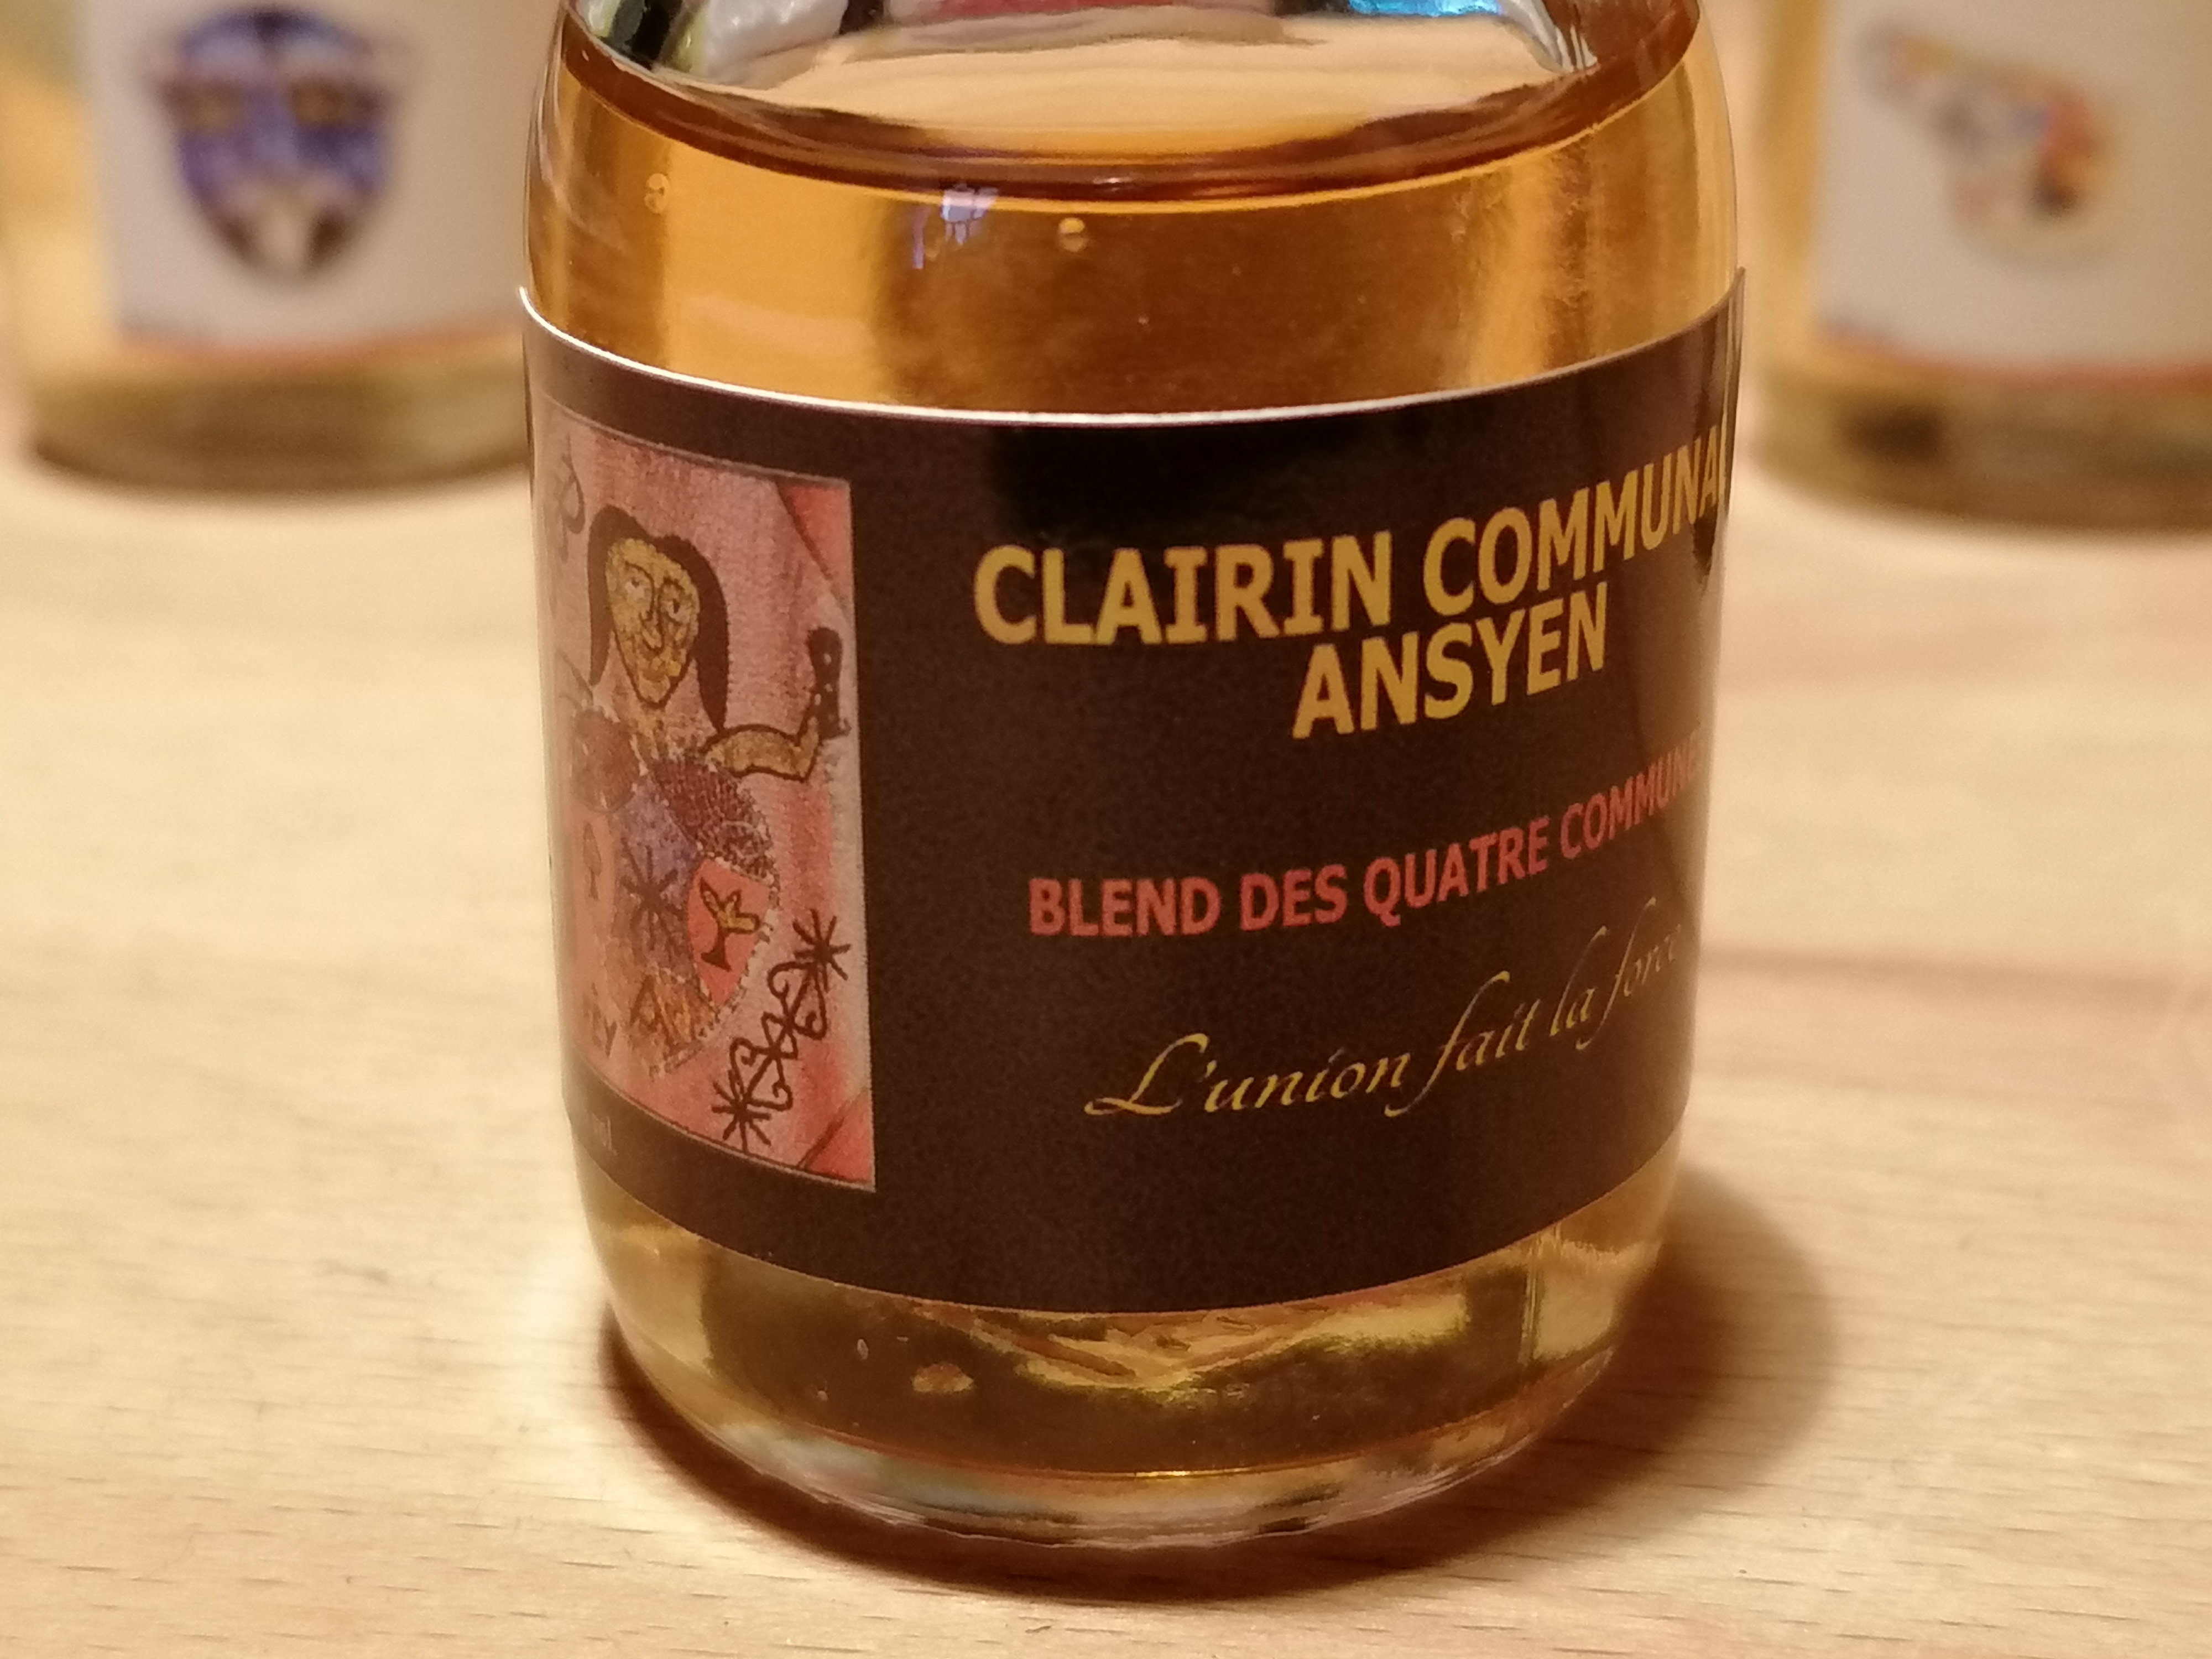 CLAIRIN COMMUNAL
ANSYEN
BLEND DES QUATRE COMMUNES
L'union fait la force